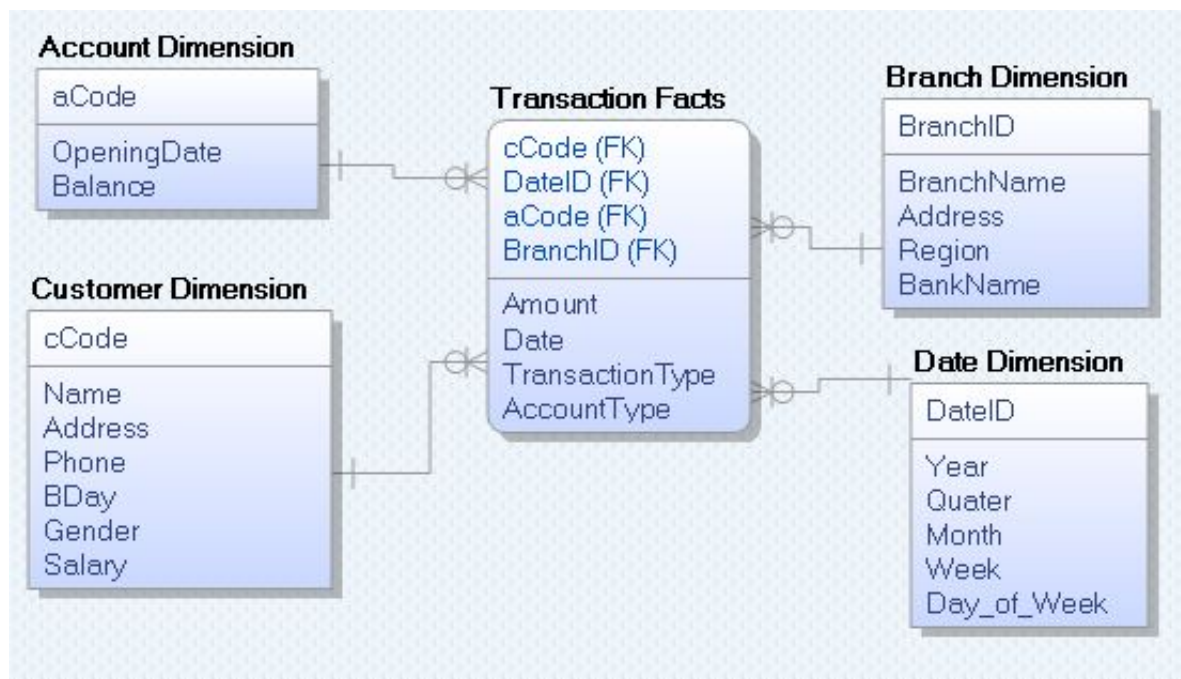 Account Dimension
aCode
OpeningDate
Balance
Customer Dimension
cCode
Name
Address
Phone
BDay
Gender
Salary
Transaction Facts
cCode (FK)
DateID (FK)
aCode (FK)
BranchID (FK)
Amount
Date
TransactionType
AccountType
Branch Dimension
BranchID
BranchName
Address
Region
BankName
Date Dimension
DateID
Year
Quater
Month
Week
Day_of_Week